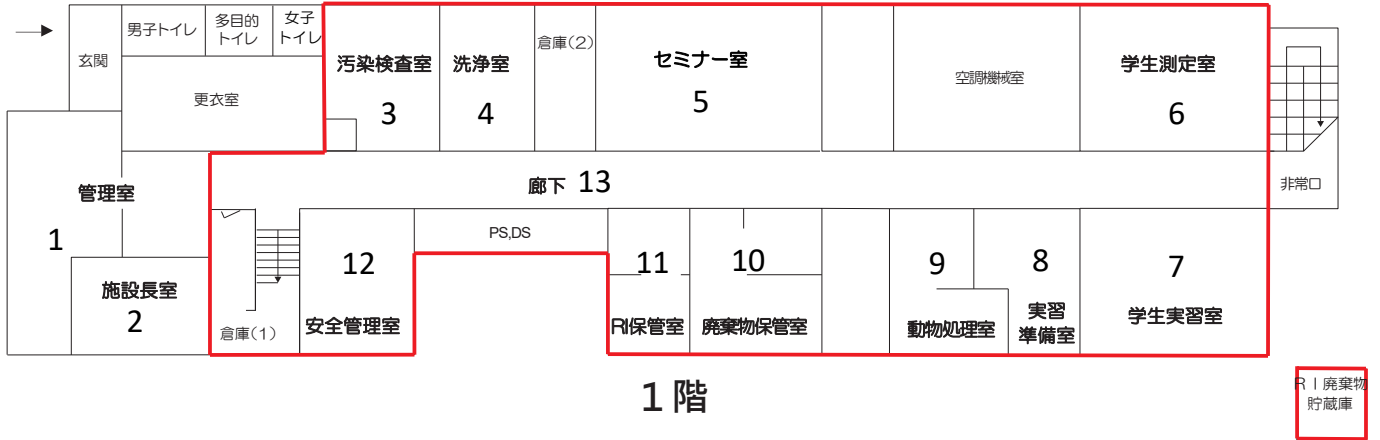 玄関
男子トイレ
多目的
トイレ
女子
トイレ
更衣室
汚染検査室
3
洗浄室
4
倉庫(2)
セミナー室
5
空調機械室
学生測定室
6
管理室
1
廊下 13
非常口
施設長室
2
倉庫(1)
12
安全管理室
PS,DS
11
RI保管室
10
廃棄物保管室
9
動物処理室
8
実習
準備室
7
学生実習室
1階
RI廃棄物
貯蔵庫